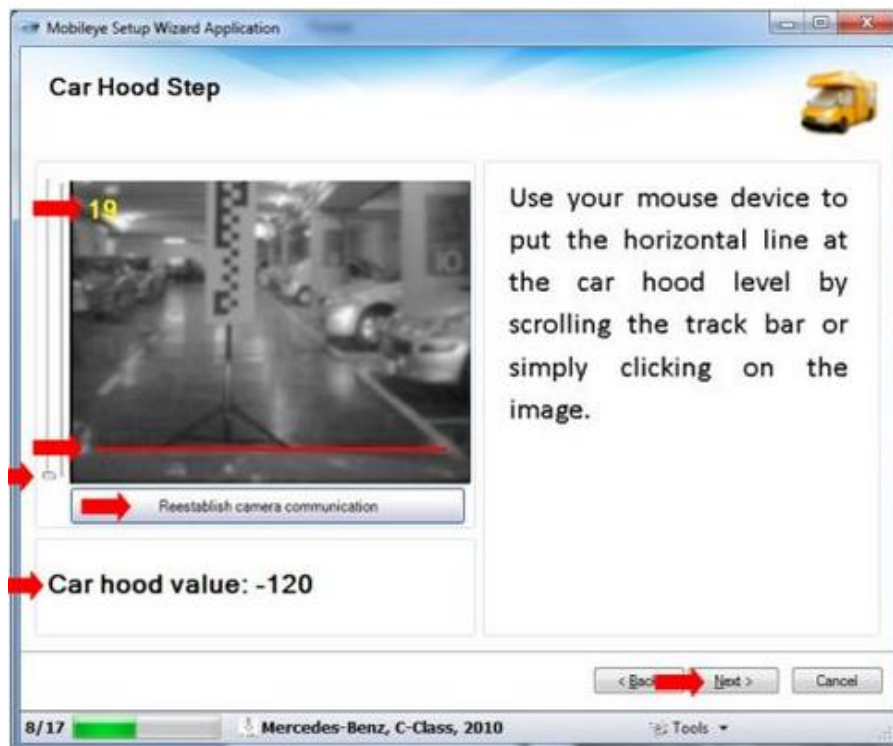 Mobileye Setup Wizard Application
Car Hood Step
19
Use your mouse device to
put the horizontal line at
the car hood level by
scrolling the track bar or
simply clicking on the
image.
Reestablish camera communication
Car hood value: -120
< Back
Next >
Cancel
8/17
Mercedes-Benz, C-Class, 2010
Tools